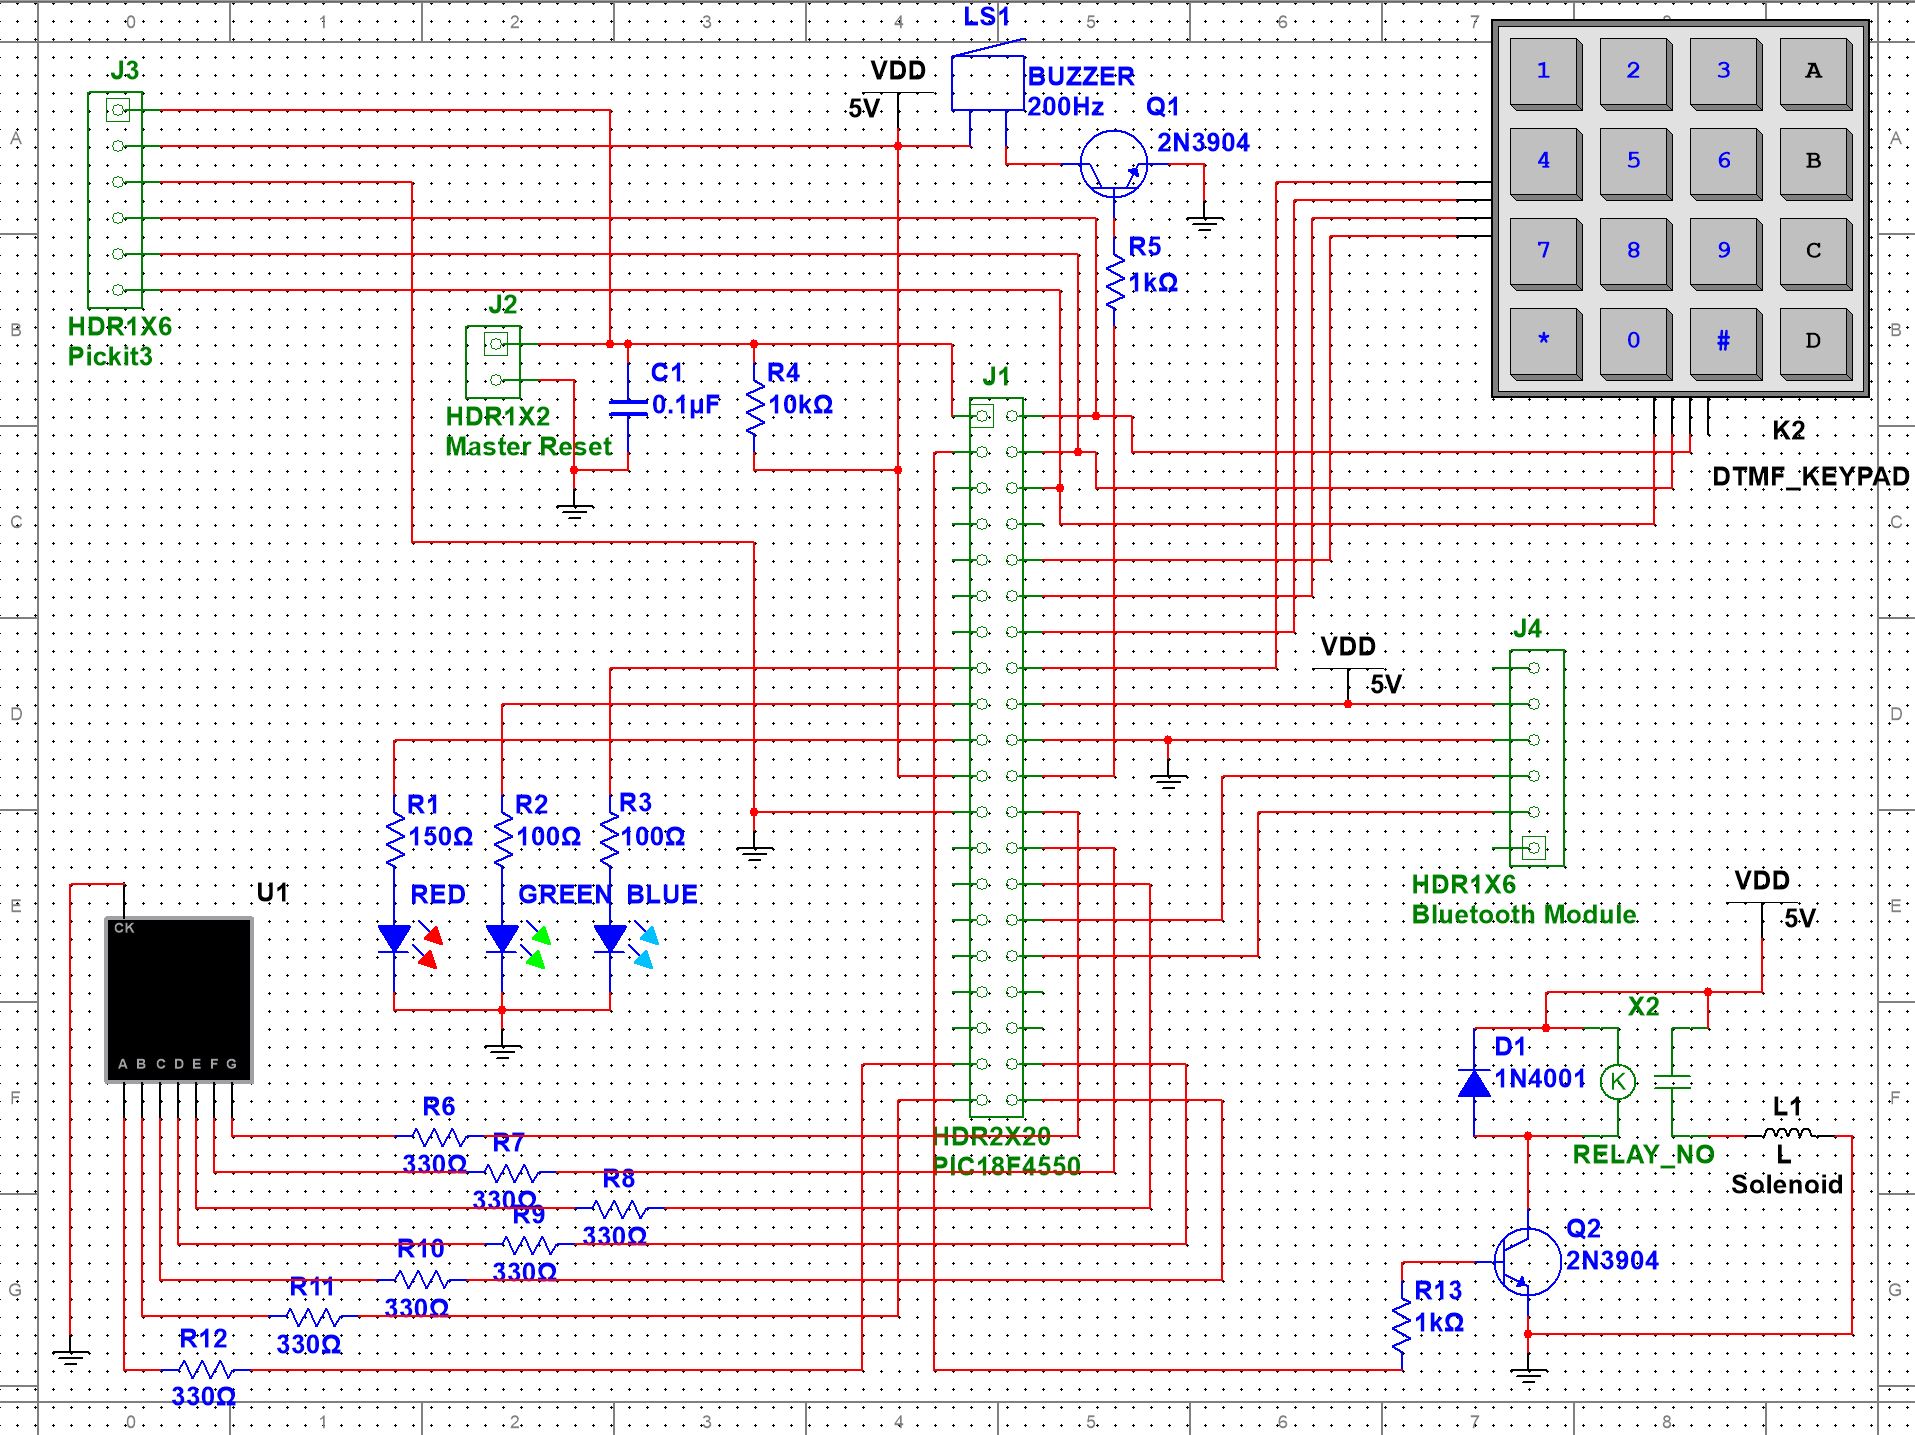 0 1 2 3 4 5 6 7 8
LS1
J3
VDD
5V
BUZZER
200Hz
Q1
2N3904
1 2 3 A
4 5 6 B
7 8 9 C
* 0 # D
A A
R5
1kΩ
J2
HDR1X6
Pickit3
B B
C1
0.1µF
R4
10kΩ
J1
HDR1X2
Master Reset
K2
DTMF_KEYPAD
C C
J4
VDD
5V
D D
R1
150Ω
R2
100Ω
R3
100Ω
RED
GREEN
BLUE
U1
CK
A B C D E F G
HDR1X6
Bluetooth Module
VDD
5V
E E
X2
D1
1N4001
K
RELAY_NO
L1
L
Solenoid
F F
R6
330Ω
R7
330Ω
R8
330Ω
R9
330Ω
R10
330Ω
R11
330Ω
R12
330Ω
HDR2X20
PIC18F4550
Q2
2N3904
R13
1kΩ
G G
0 1 2 3 4 5 6 7 8